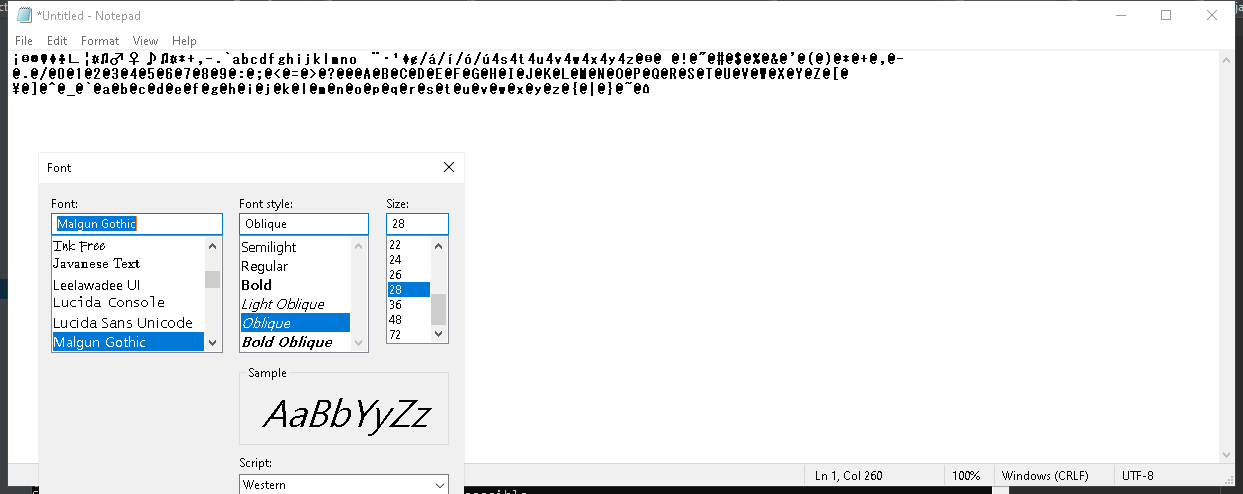 *Untitled - Notepad
File Edit Format View Help
@.@/@0@1@2@3@4@5@6@7@8@9@:@;@<@=@>@?@@@A@B@C@D@E@F@G@H@I@J@K@L@M@N@O@P@Q@R@S@T@U@V@W@X@Y@Z@[@
¥@]@^@_@`@a@b@c@d@e@f@g@h@i@j@k@l@m@n@o@p@q@r@s@t@u@v@w@x@y@z@{@|@}@~@⌂
Font
Font: Font style: Size:
Malgun Gothic Oblique 28
Ink Free Semilight 22
Javanese Text Regular 24
Leelawadee UI Bold 26
Lucida Console Light Oblique 28
Lucida Sans Unicode Oblique 36
Malgun Gothic Bold Oblique 48
72
Sample
AaBbYyZz
Script:
Western
Ln 1, Col 260 100% Windows (CRLF) UTF-8